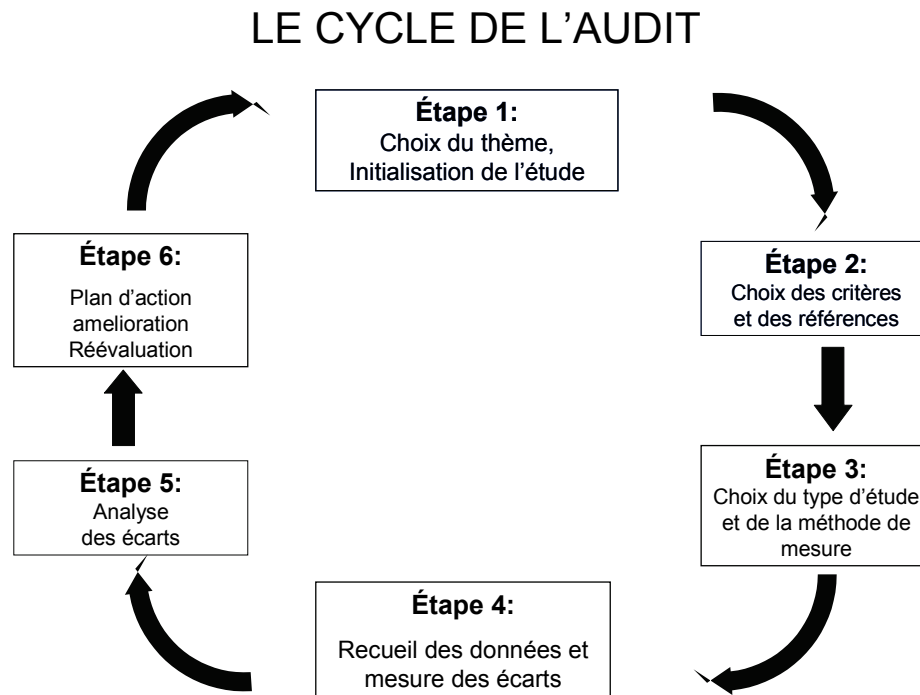 LE CYCLE DE L'AUDIT
Étape 1:
Choix du thème,
Initialisation de l'étude
Étape 2:
Choix des critères
et des références
Étape 3:
Choix du type d'étude
et de la méthode de
mesure
Étape 4:
Recueil des données et
mesure des écarts
Étape 5:
Analyse
des écarts
Étape 6:
Plan d'action
amelioration
Réévaluation